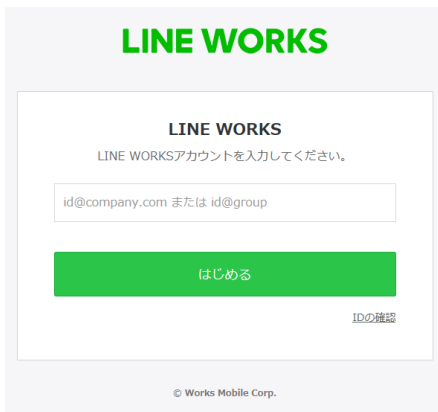 LINE WORKS
LINE WORKS
LINE WORKSアカウントを入力してください。
id@company.com または id@group
はじめる
IDの確認
© Works Mobile Corp.